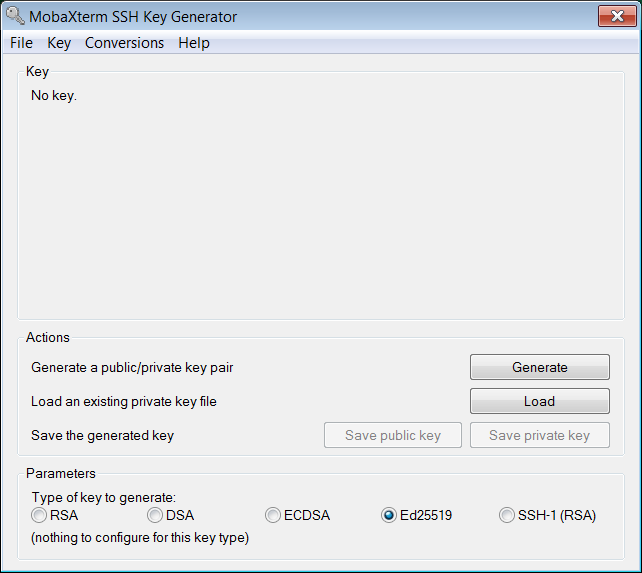 MobaXterm SSH Key Generator
File Key Conversions Help
Key
No key.
Actions
Generate a public/private key pair Generate
Load an existing private key file Load
Save the generated key Save public key Save private key
Parameters
Type of key to generate:
RSA DSA ECDSA Ed25519 SSH-1 (RSA)
(nothing to configure for this key type)